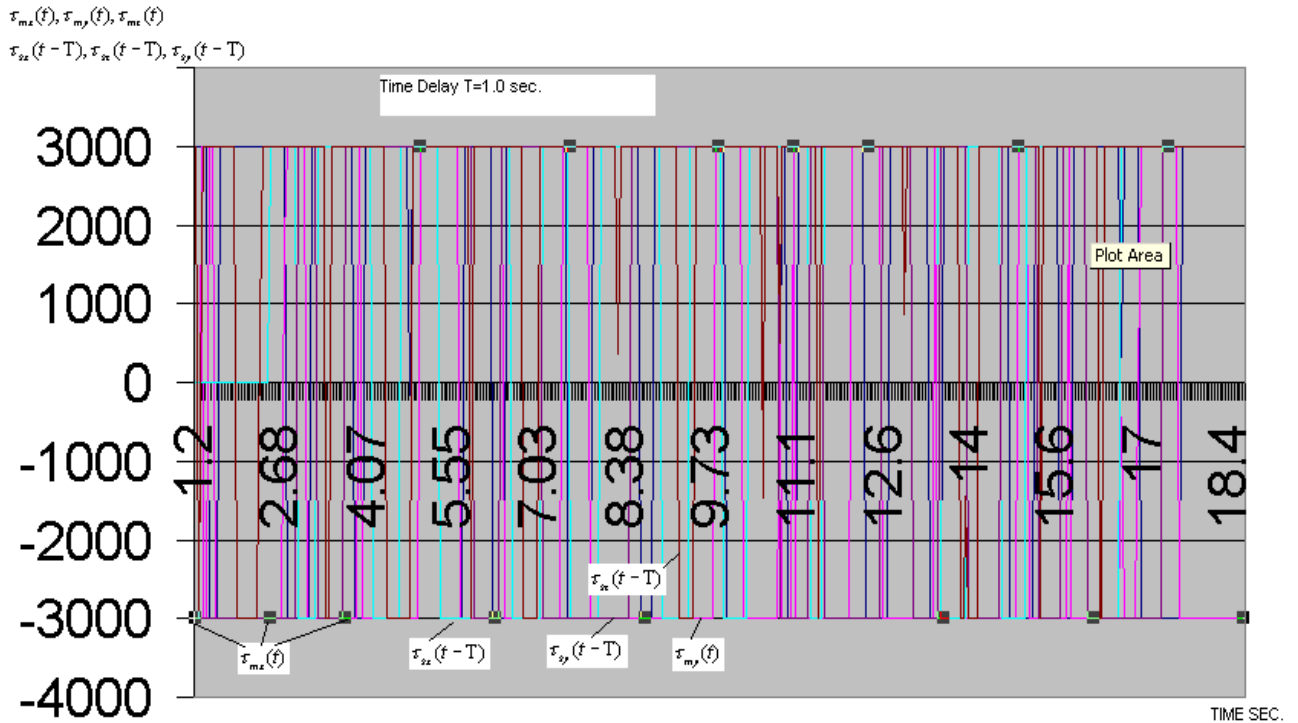 τmz(t), τmy(t), τmx(t)
τsz(t − T), τsx(t − T), τsy(t − T)
Time Delay T=1.0 sec.
3000
2000
1000
0
-1000
-2000
-3000
-4000
Plot Area
1.2
2.68
4.07
5.55
7.03
8.38
9.73
11.1
12.6
14
15.6
17
18.4
τsx(t − T)
τmz(t)
τsz(t − T)
τsy(t − T)
τmy(t)
TIME SEC.